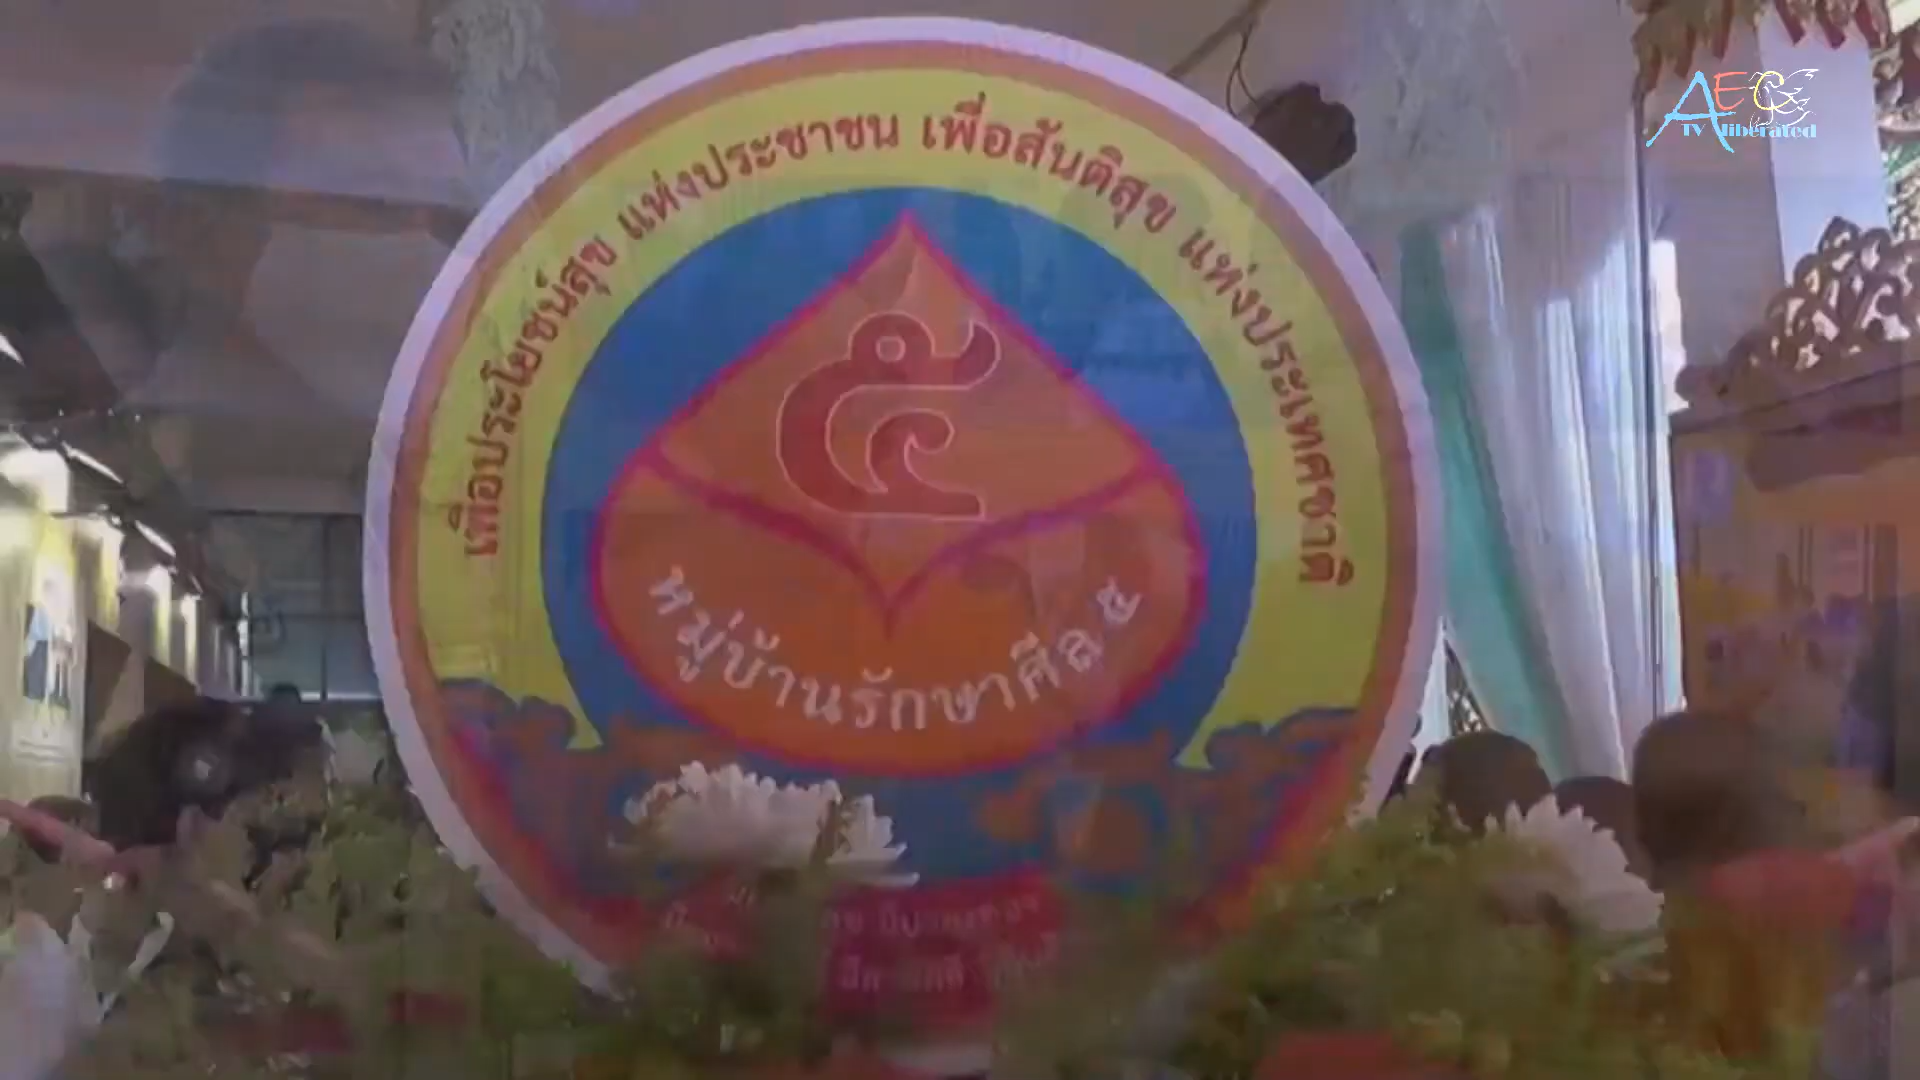 เพื่อประโยชน์สุข แห่งประชาชน เพื่อสันติสุข แห่งประเทศชาติ
๕
หมู่บ้านรักษาศีล ๕
AEC
TV liberated